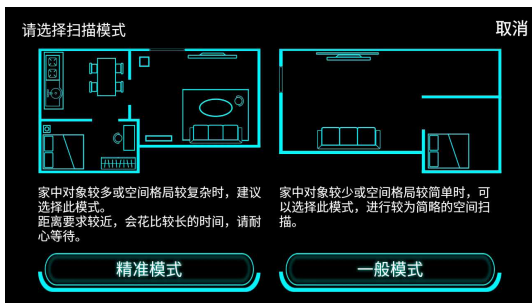 请选择扫描模式
取消
家中对象较多或空间格局较复杂时，建议
选择此模式。
距离要求较近，会花比较长的时间，请耐
心等待。
家中对象较少或空间格局较简单时，可
以选择此模式，进行较为简略的空间扫
描。
精准模式
一般模式